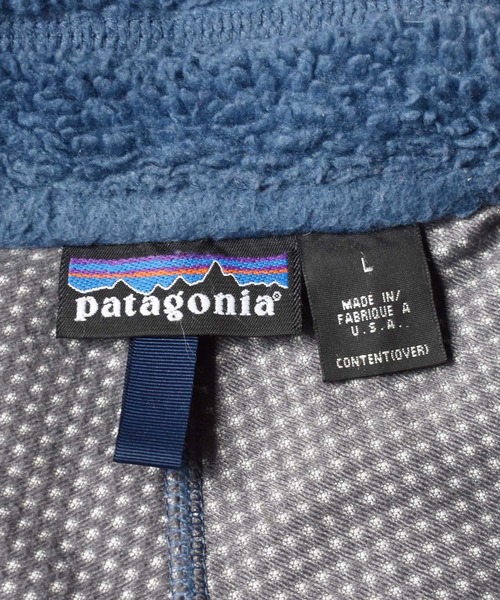 patagonia®
L
MADE IN/
FABRIQUE A
U.S.A..
CONTENT(OVER)